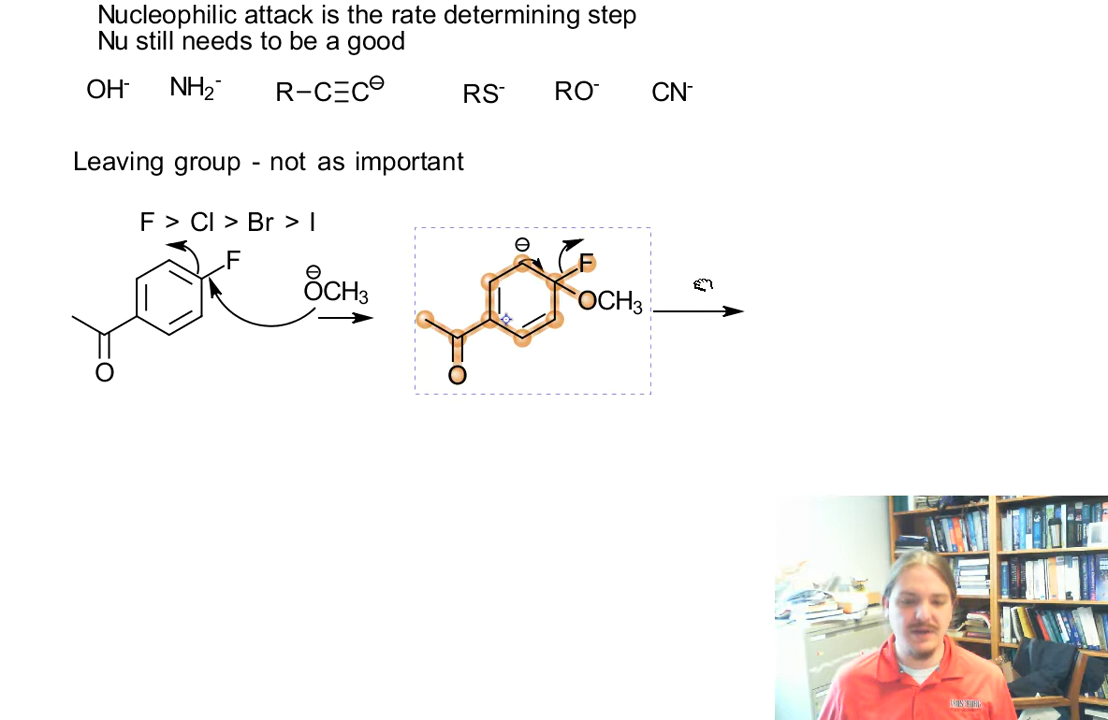 Nucleophilic attack is the rate determining step
Nu still needs to be a good
OH⁻ NH₂⁻ R–C≡C⊖ RS⁻ RO⁻ CN⁻
Leaving group - not as important
F > Cl > Br > I
F
⊖
OCH₃
O
⊖
F
OCH₃
O